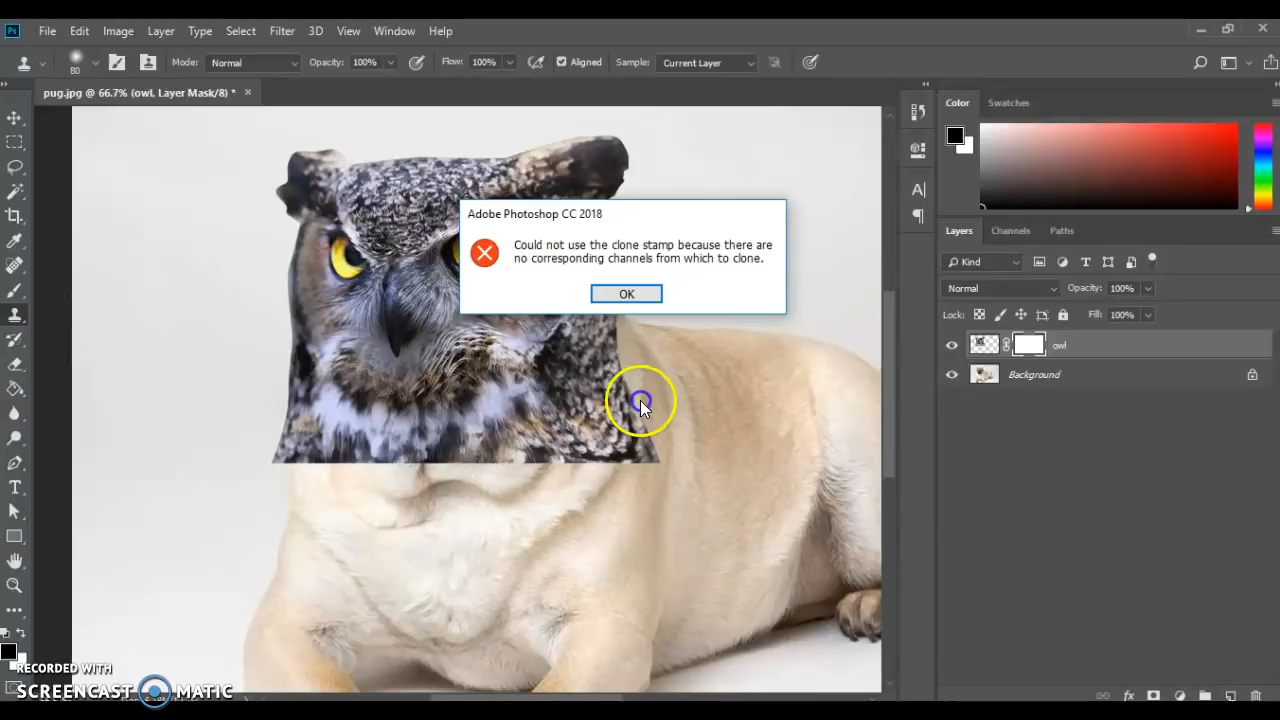 Ps File Edit Image Layer Type Select Filter 3D View Window Help
80 Mode: Normal Opacity: 100% Flow: 100% Aligned Sample: Current Layer
pug.jpg @ 66.7% (owl, Layer Mask/8) * ×
Color Swatches
Adobe Photoshop CC 2018
Could not use the clone stamp because there are
no corresponding channels from which to clone.
OK
Layers Channels Paths
Kind
Normal Opacity: 100%
Lock: Fill: 100%
owl
Background
RECORDED WITH
SCREENCAST MATIC